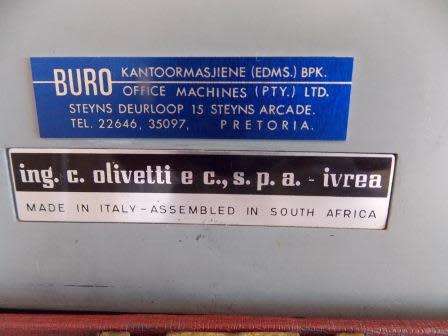 BURO KANTOORMASJIENE (EDMS.) BPK.
OFFICE MACHINES (PTY.) LTD.
STEYNS DEURLOOP 15 STEYNS ARCADE.
TEL. 22646, 35097, PRETORIA.
ing. c. olivetti e c., s. p. a. - ivrea
MADE IN ITALY - ASSEMBLED IN SOUTH AFRICA